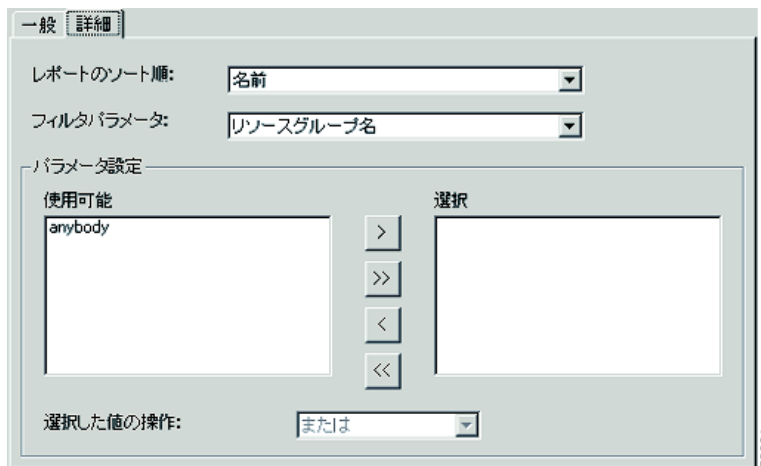 一般 詳細
レポートのソート順: 名前
フィルタパラメータ: リソースグループ名
パラメータ設定
使用可能 選択
anybody
>
>>
<
<<
選択した値の操作: または